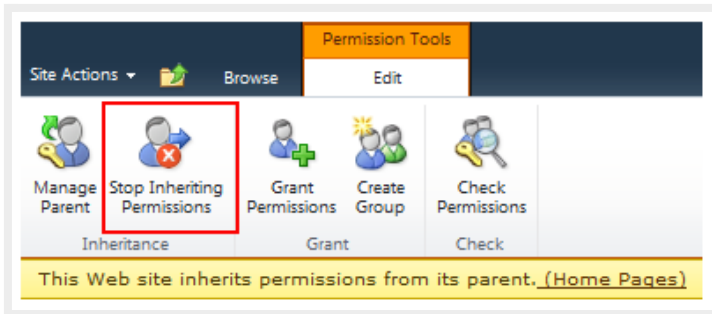 Permission Tools
Site Actions Browse Edit
Manage Parent
Stop Inheriting Permissions
Grant Permissions
Create Group
Check Permissions
Inheritance Grant Check
This Web site inherits permissions from its parent. (Home Pages)